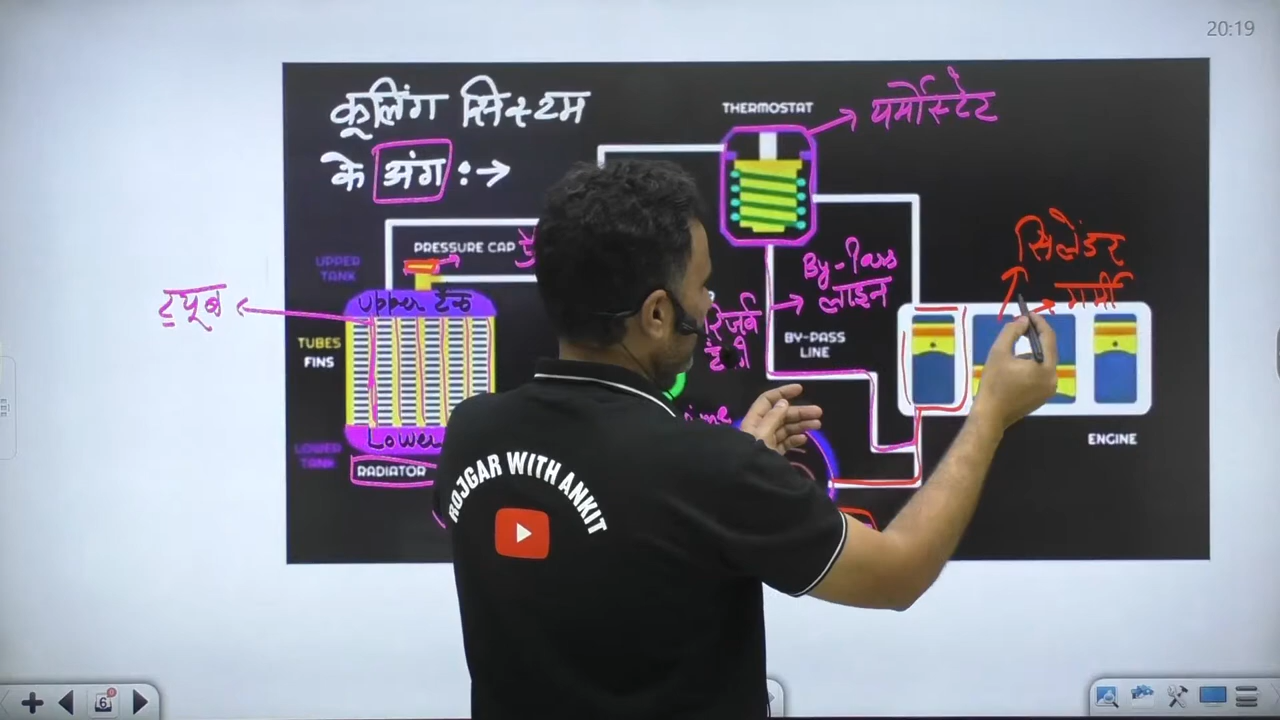 20:19
कूलिंग सिस्टम
के अंग :→
THERMOSTAT
थर्मोस्टेट
PRESSURE CAP
UPPER
TANK
Upper टैंक
ट्यूब
TUBES
FINS
Lower
LOWER
TANK
RADIATOR
By-Pass
लाइन
BY-PASS
LINE
सिलेंडर
गर्मी
ENGINE
ROJGAR WITH ANKIT